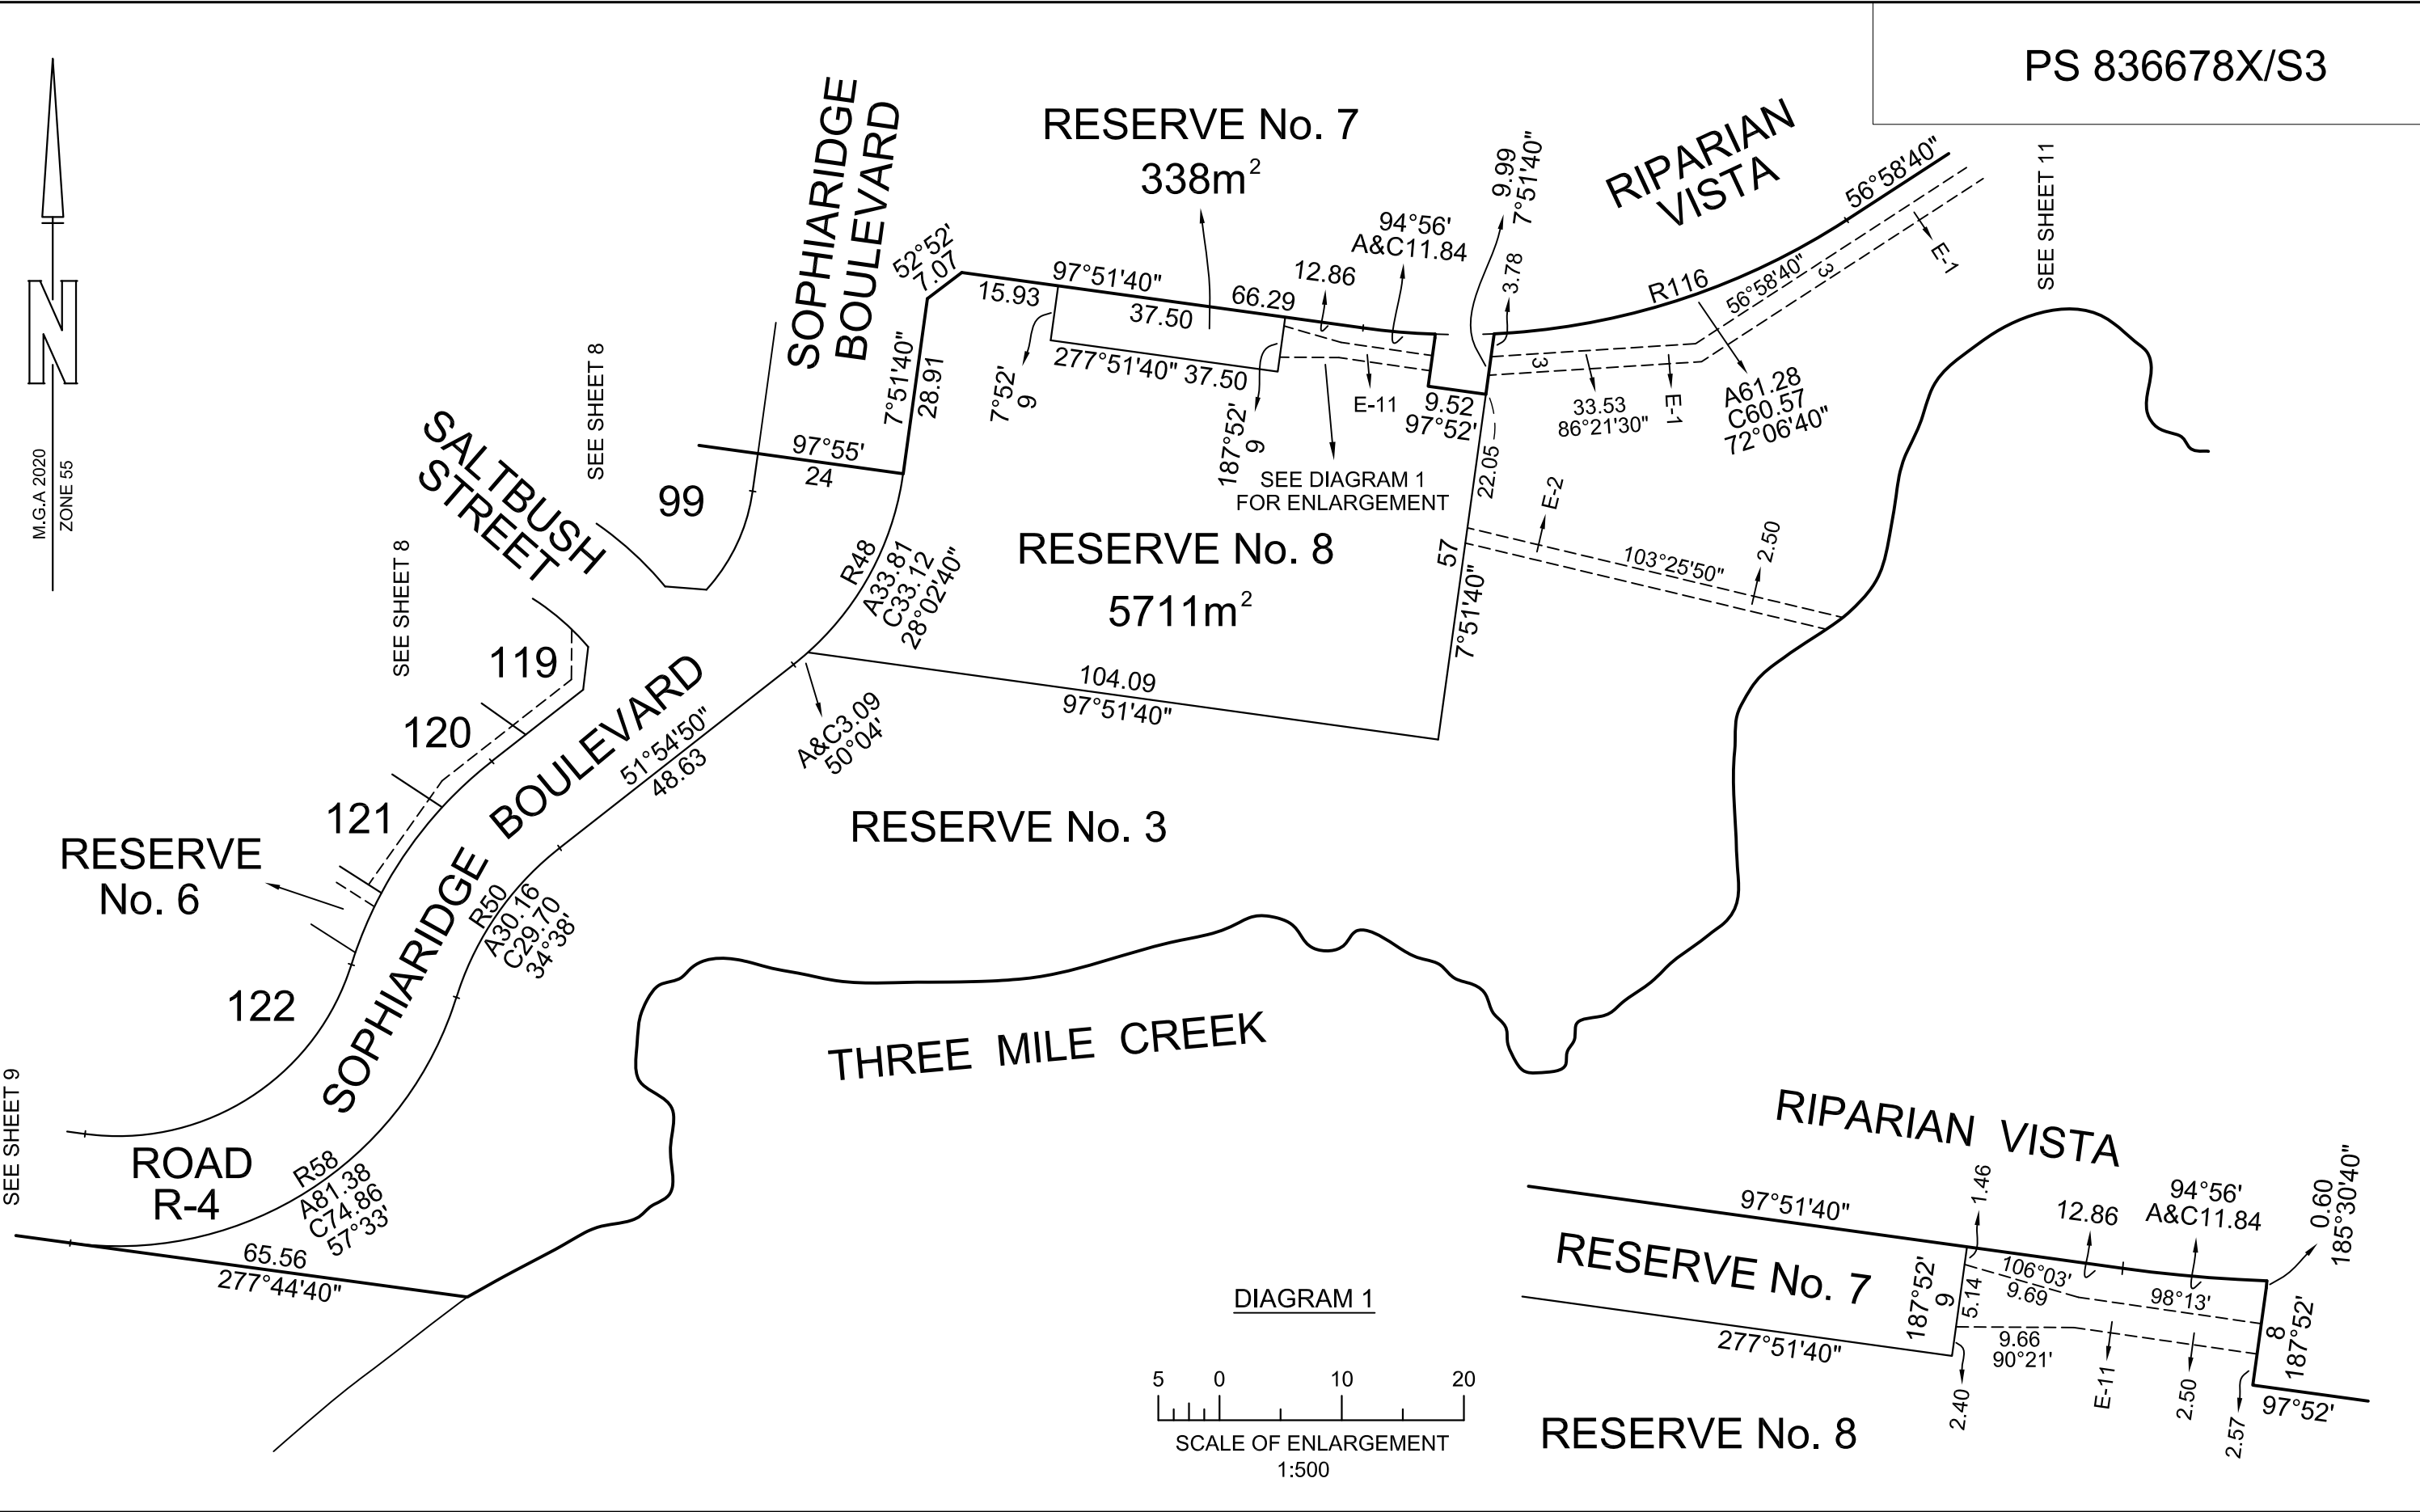 PS 836678X/S3
M.G.A 2020
ZONE 55
N
SOPHIARIDGE
BOULEVARD
RESERVE No. 7
338m²
RIPARIAN
VISTA
SEE SHEET 11
52°52'
7.07
97°51'40"
15.93
37.50
66.29
12.86
94°56'
A&C11.84
9.99
7°51'40"
3.78
R116
56°58'40"
56°58'40"
3
E-1
277°51'40" 37.50
7°52'
9
187°52'
9
E-11
9.52
97°52'
3
33.53
86°21'30"
E-1
A61.28
C60.57
72°06'40"
SEE DIAGRAM 1
FOR ENLARGEMENT
7°51'40"
28.91
97°55'
24
SEE SHEET 8
SALTBUSH
STREET
99
22.05
E-2
103°25'50"
2.50
RESERVE No. 8
5711m²
57
7°51'40"
R48
A33.81
C33.12
28°02'40"
104.09
97°51'40"
A&C3.09
50°04'
SEE SHEET 8
119
120
121
RESERVE
No. 6
122
SOPHIARIDGE BOULEVARD
51°54'50"
48.63
RESERVE No. 3
R50
A30.16
C29.70
34°38'
THREE MILE CREEK
SEE SHEET 9
ROAD
R-4
R58
A81.38
C74.86
57°33'
65.56
277°44'40"
RIPARIAN VISTA
97°51'40"
1.46
12.86
94°56'
A&C11.84
0.60
185°30'40"
RESERVE No. 7
187°52'
9
5.14
106°03'
9.69
98°13'
8
187°52'
9.66
90°21'
277°51'40"
2.40
E-11
2.50
2.57
97°52'
RESERVE No. 8
DIAGRAM 1
5 0 10 20
SCALE OF ENLARGEMENT
1:500